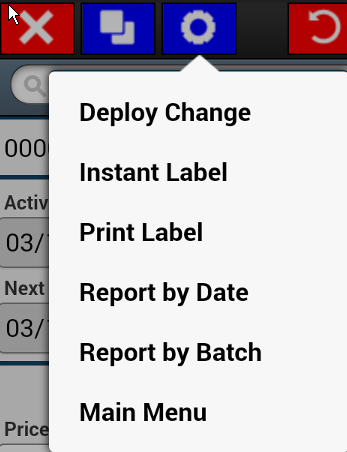 Deploy Change
0000
Instant Label
Activ
Print Label
03/
Next
Report by Date
03/
Report by Batch
Main Menu
Price